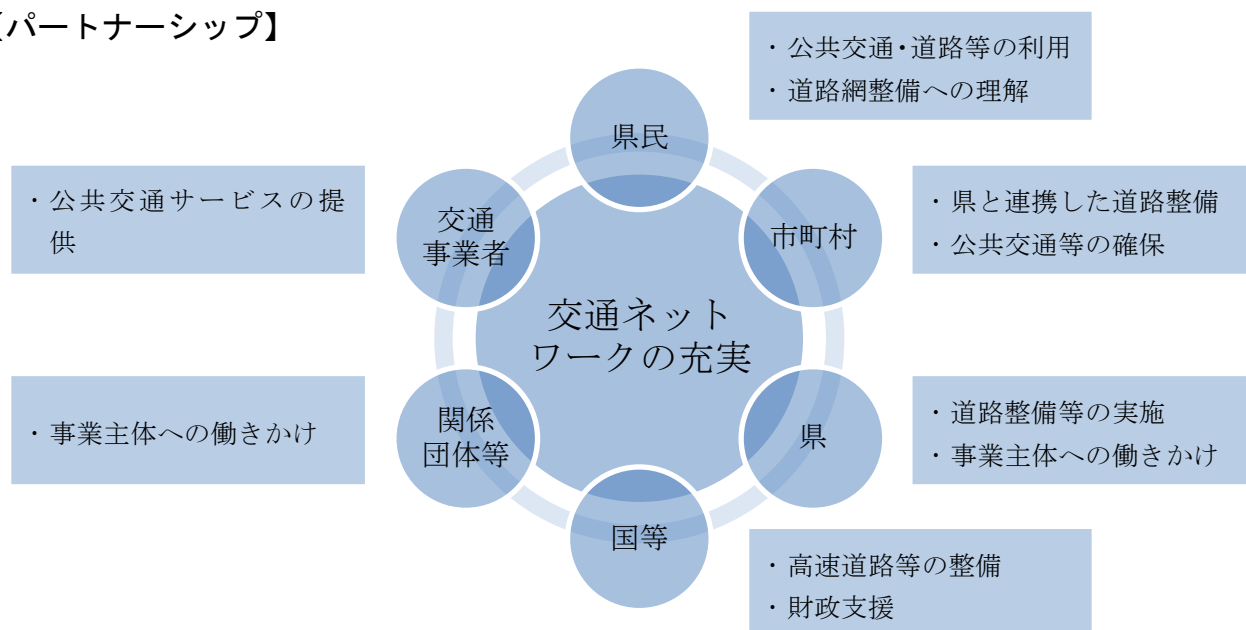 【パートナーシップ】
・公共交通・道路等の利用
・道路網整備への理解
県民
・公共交通サービスの提
供
交通
事業者
市町村
・県と連携した道路整備
・公共交通等の確保
交通ネット
ワークの充実
・事業主体への働きかけ
関係
団体等
県
・道路整備等の実施
・事業主体への働きかけ
国等
・高速道路等の整備
・財政支援